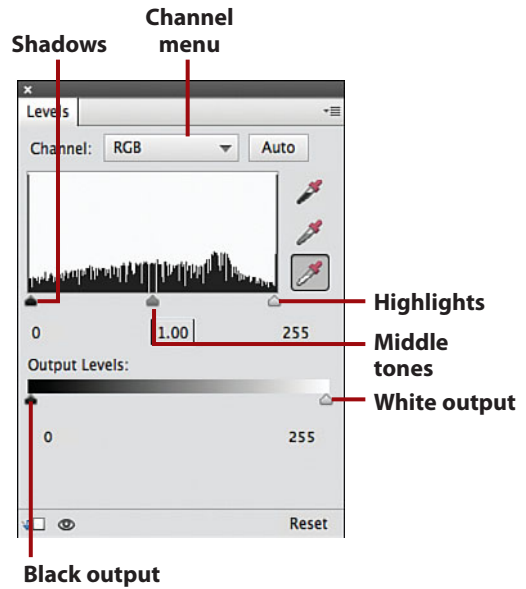 Channel
menu
Shadows
×
Levels
Channel: RGB Auto
Highlights
0 1.00 255
Middle
tones
Output Levels:
White output
0 255
Reset
Black output